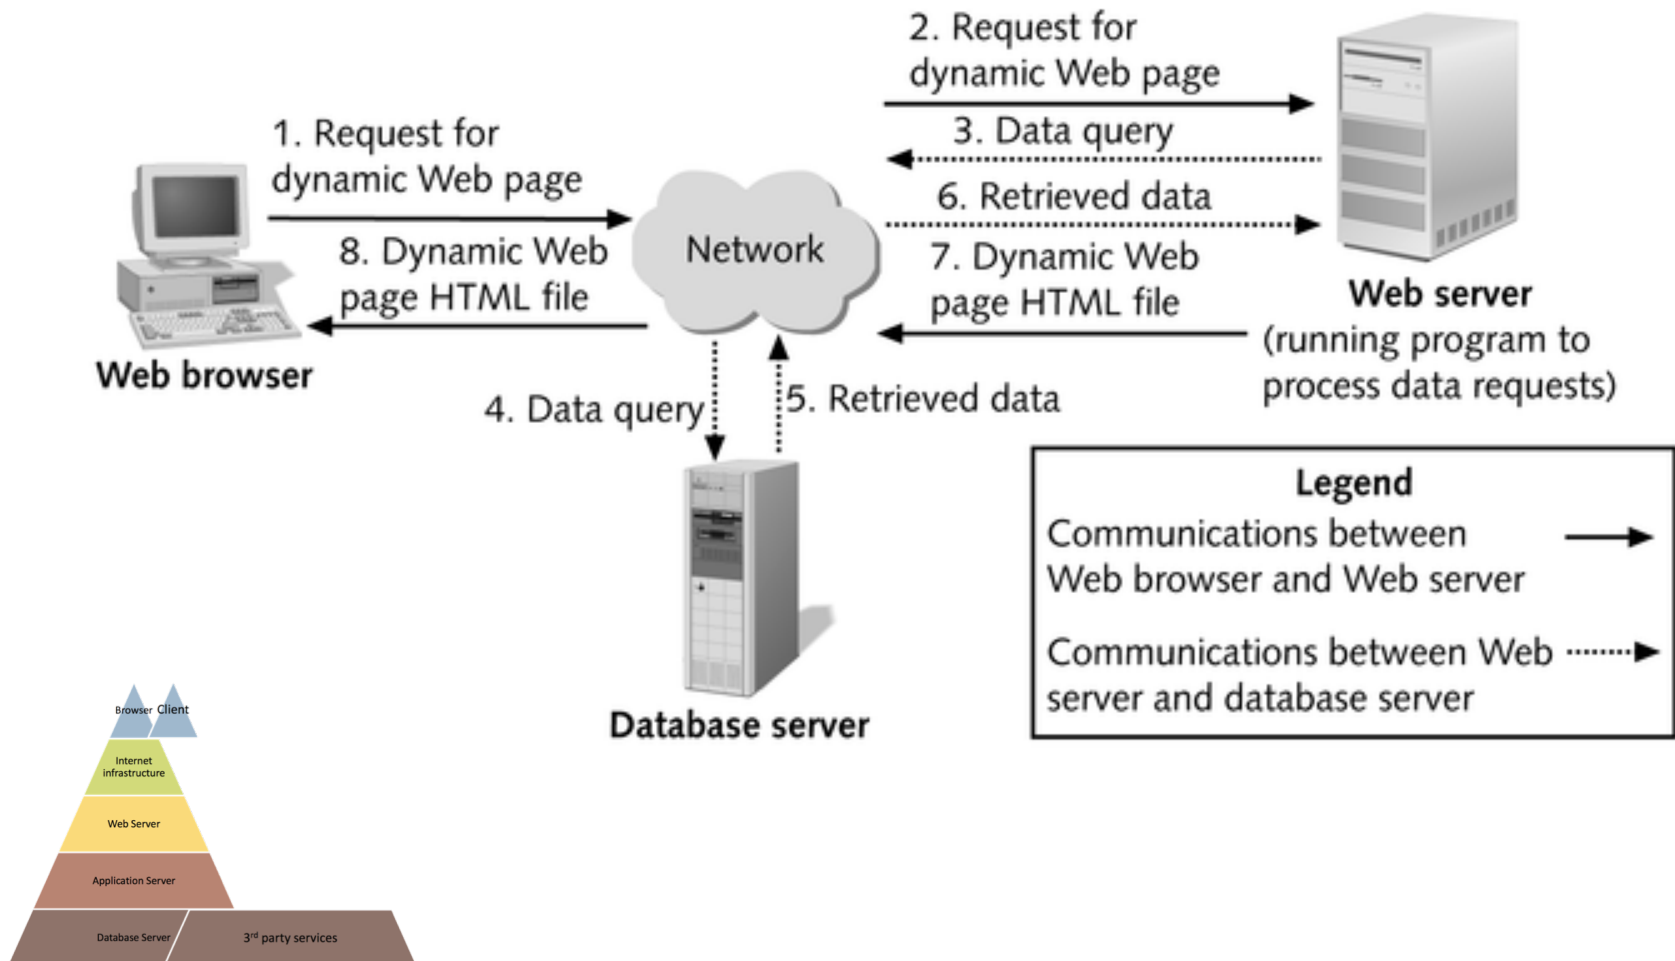 2. Request for
dynamic Web page
1. Request for
dynamic Web page
3. Data query
6. Retrieved data
Network
8. Dynamic Web
page HTML file
7. Dynamic Web
page HTML file
Web server
(running program to
process data requests)
Web browser
4. Data query
5. Retrieved data
Legend
Communications between
Web browser and Web server
Communications between Web
server and database server
Database server
Browser
Client
Internet
infrastructure
Web Server
Application Server
Database Server
3rd party services